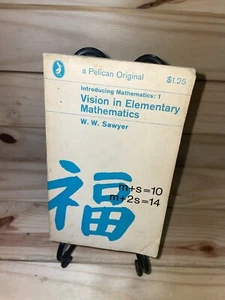 a Pelican Original
$1.25
Introducing Mathematics: 1
Vision in Elementary
Mathematics
W. W. Sawyer
福
m+s=10
m+2s=14